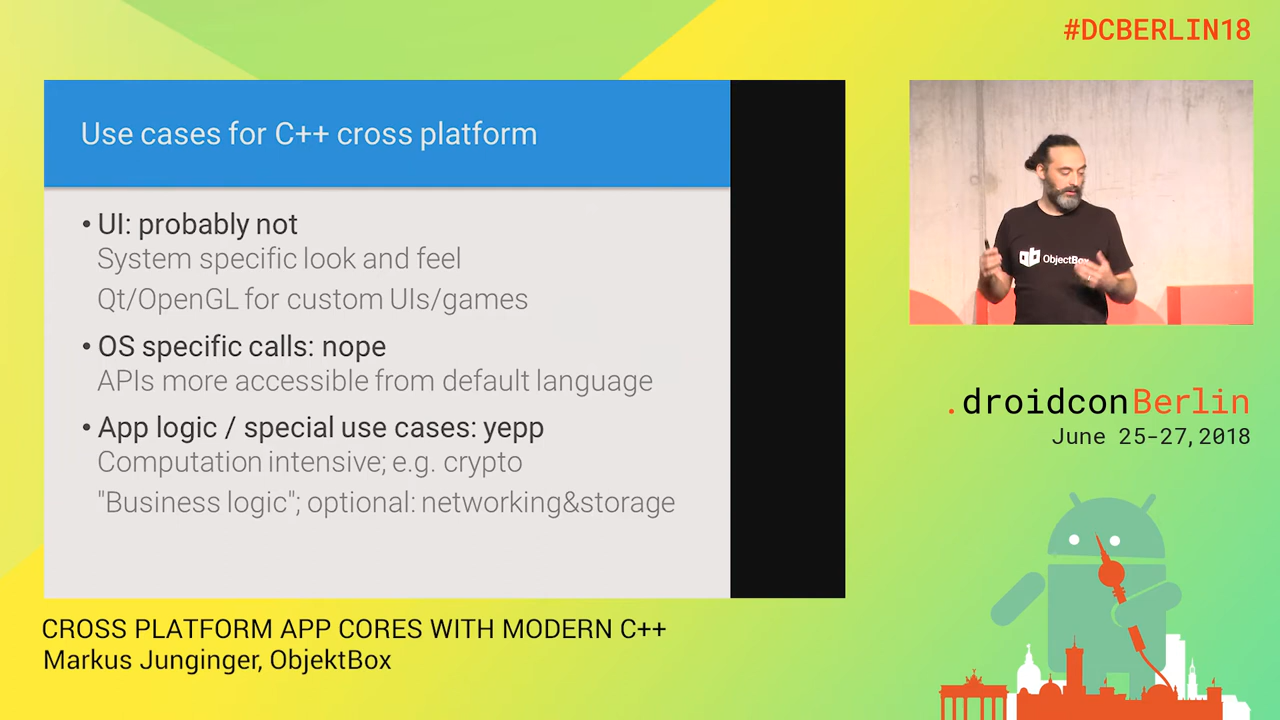 #DCBERLIN18
Use cases for C++ cross platform
• UI: probably not
System specific look and feel
Qt/OpenGL for custom UIs/games
• OS specific calls: nope
APIs more accessible from default language
• App logic / special use cases: yepp
Computation intensive; e.g. crypto
"Business logic"; optional: networking&storage
ObjectBox
.droidconBerlin
June 25-27, 2018
CROSS PLATFORM APP CORES WITH MODERN C++
Markus Junginger, ObjektBox